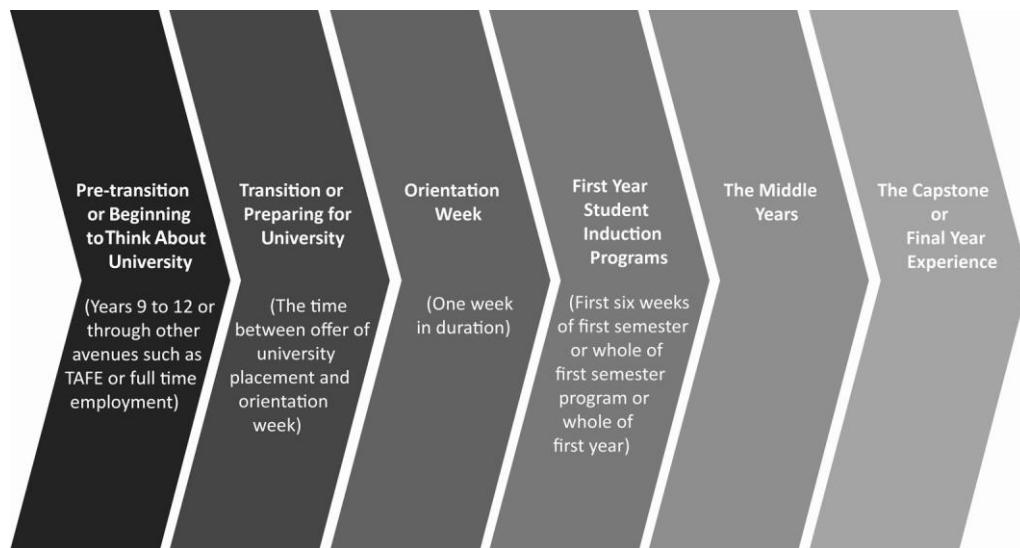 Pre-transition
or Beginning
to Think About
University
(Years 9 to 12 or
through other
avenues such as
TAFE or full time
employment)
Transition or
Preparing for
University
(The time
between offer of
university
placement and
orientation
week)
Orientation
Week
(One week
in duration)
First Year
Student
Induction
Programs
(First six weeks
of first semester
or whole of
first semester
program or
whole of
first year)
The Middle
Years
The Capstone
or
Final Year
Experience